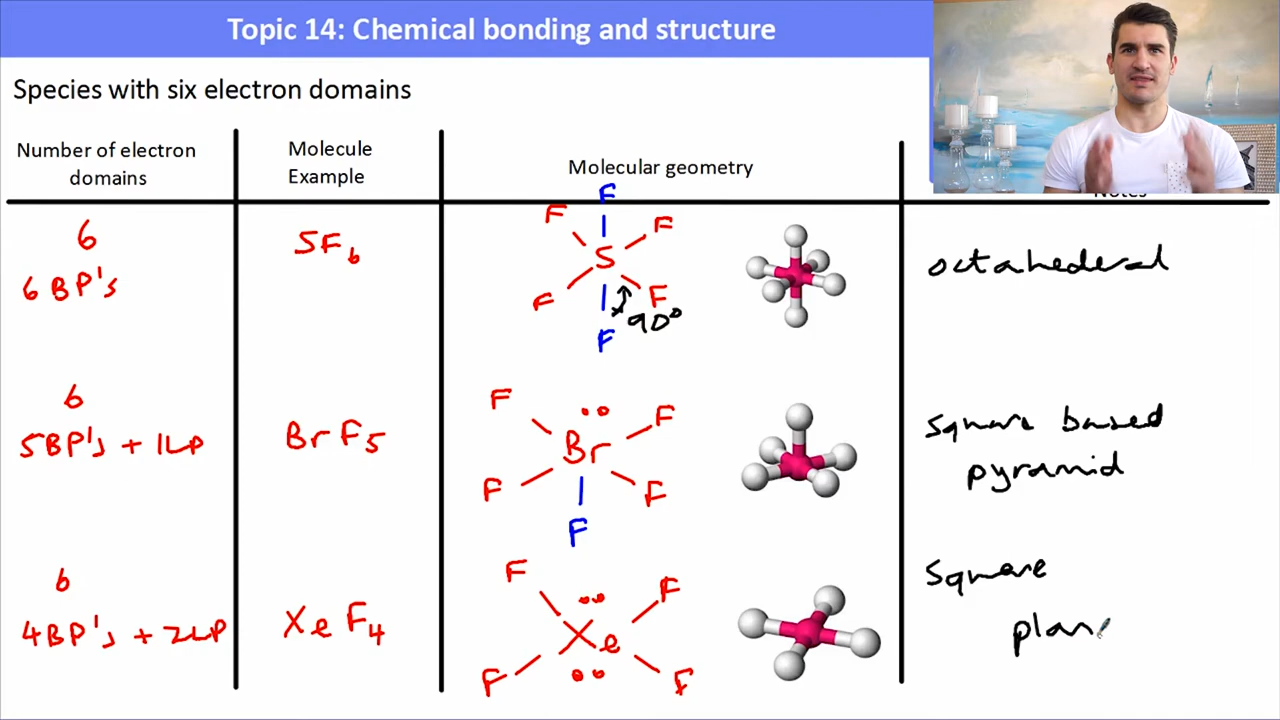 Topic 14: Chemical bonding and structure
Species with six electron domains
Number of electron domains
Molecule Example
Molecular geometry
Notes
6
6 BP's
SF6
F
F
F
S
F
F
90°
F
octahederal
6
5BP's + 1LP
BrF5
F
F
Br
F
F
F
square based
pyramid
6
4BP's + 2LP
XeF4
F
F
Xe
F
F
square
plan